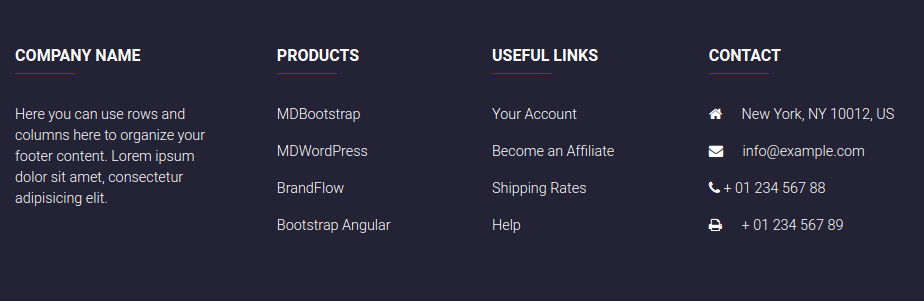 COMPANY NAME
Here you can use rows and
columns here to organize your
footer content. Lorem ipsum
dolor sit amet, consectetur
adipisicing elit.
PRODUCTS
MDBootstrap
MDWordPress
BrandFlow
Bootstrap Angular
USEFUL LINKS
Your Account
Become an Affiliate
Shipping Rates
Help
CONTACT
New York, NY 10012, US
info@example.com
+ 01 234 567 88
+ 01 234 567 89